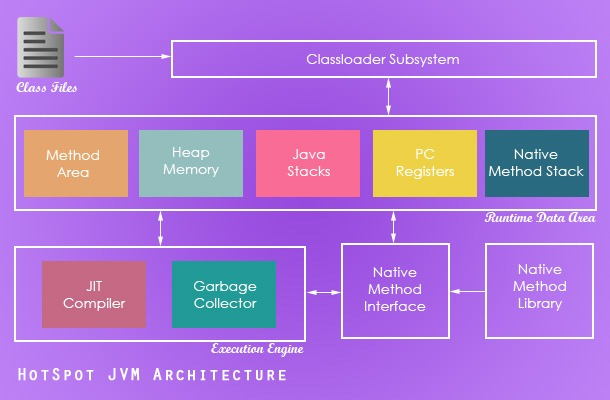 Class Files
Classloader Subsystem
Method
Area
Heap
Memory
Java
Stacks
PC
Registers
Native
Method Stack
Runtime Data Area
JIT
Compiler
Garbage
Collector
Execution Engine
Native
Method
Interface
Native
Method
Library
HotSpot JVM Architecture